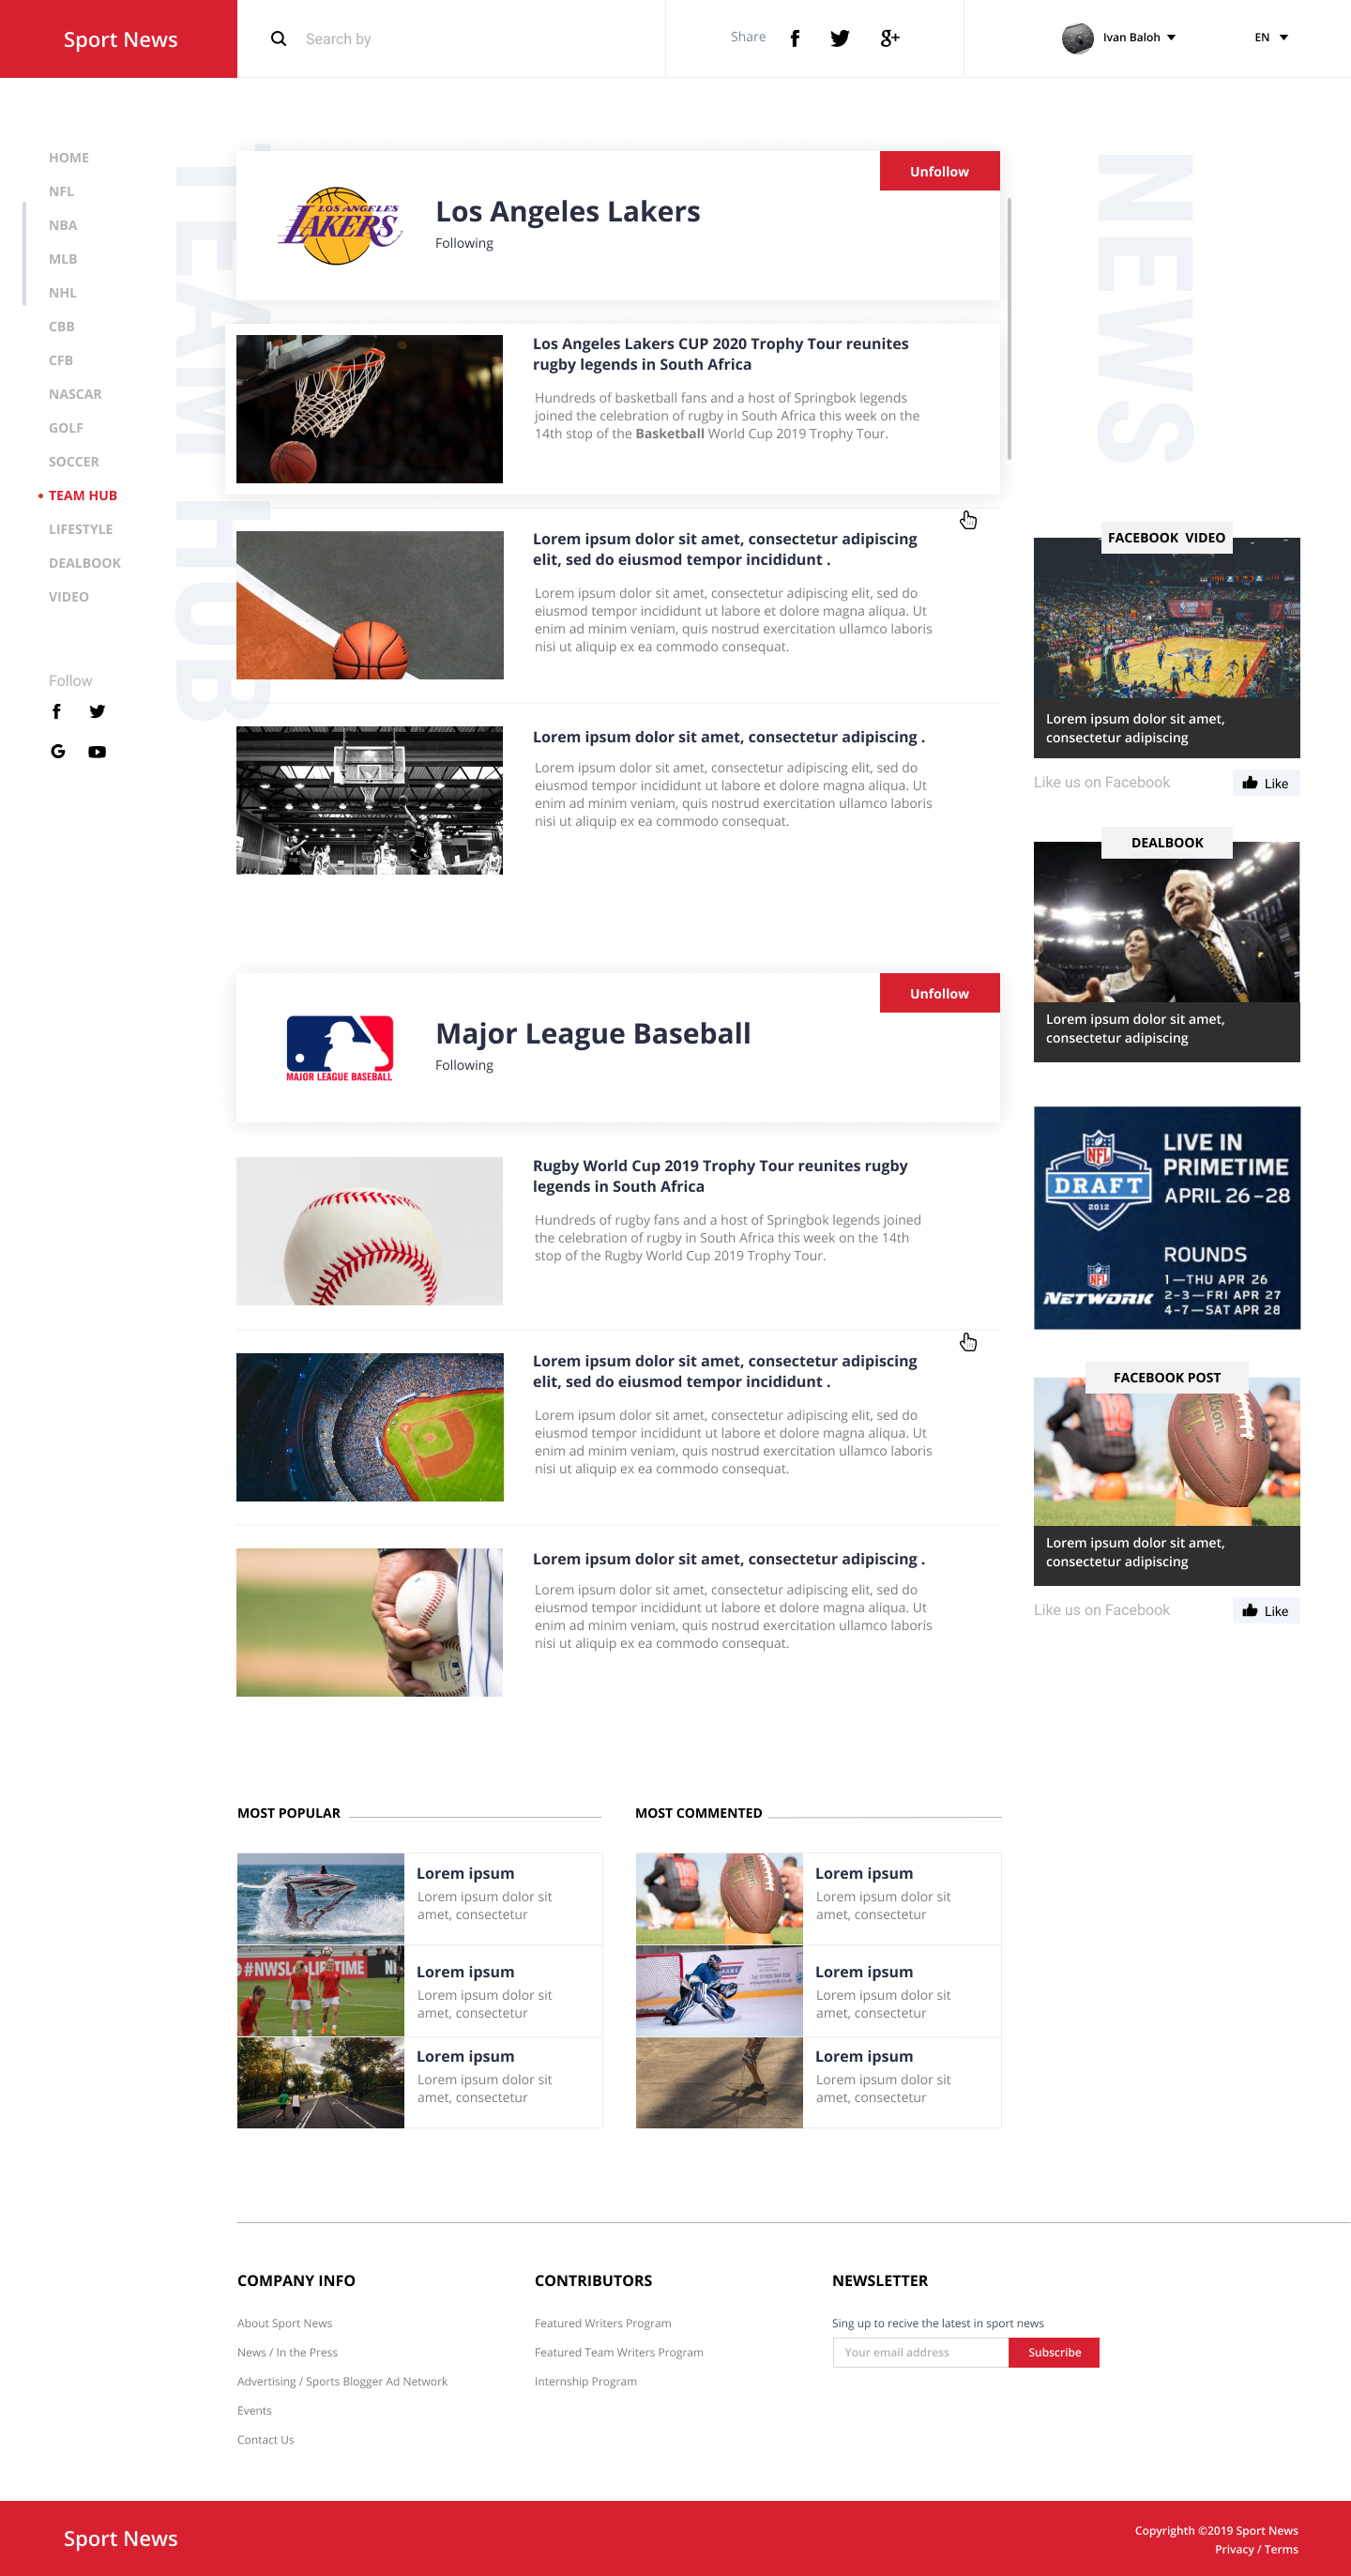 Sport News
Search by
Share
Ivan Baloh
EN
HOME
NFL
NBA
MLB
NHL
CBB
CFB
NASCAR
GOLF
SOCCER
TEAM HUB
LIFESTYLE
DEALBOOK
VIDEO
Follow
TEAM HUB
LOS ANGELES
LAKERS
Los Angeles Lakers
Following
Unfollow
Los Angeles Lakers CUP 2020 Trophy Tour reunites
rugby legends in South Africa
Hundreds of basketball fans and a host of Springbok legends
joined the celebration of rugby in South Africa this week on the
14th stop of the Basketball World Cup 2019 Trophy Tour.
Lorem ipsum dolor sit amet, consectetur adipiscing
elit, sed do eiusmod tempor incididunt .
Lorem ipsum dolor sit amet, consectetur adipiscing elit, sed do
eiusmod tempor incididunt ut labore et dolore magna aliqua. Ut
enim ad minim veniam, quis nostrud exercitation ullamco laboris
nisi ut aliquip ex ea commodo consequat.
Lorem ipsum dolor sit amet, consectetur adipiscing .
Lorem ipsum dolor sit amet, consectetur adipiscing elit, sed do
eiusmod tempor incididunt ut labore et dolore magna aliqua. Ut
enim ad minim veniam, quis nostrud exercitation ullamco laboris
nisi ut aliquip ex ea commodo consequat.
MAJOR LEAGUE BASEBALL
Major League Baseball
Following
Unfollow
Rugby World Cup 2019 Trophy Tour reunites rugby
legends in South Africa
Hundreds of rugby fans and a host of Springbok legends joined
the celebration of rugby in South Africa this week on the 14th
stop of the Rugby World Cup 2019 Trophy Tour.
Lorem ipsum dolor sit amet, consectetur adipiscing
elit, sed do eiusmod tempor incididunt .
Lorem ipsum dolor sit amet, consectetur adipiscing elit, sed do
eiusmod tempor incididunt ut labore et dolore magna aliqua. Ut
enim ad minim veniam, quis nostrud exercitation ullamco laboris
nisi ut aliquip ex ea commodo consequat.
Lorem ipsum dolor sit amet, consectetur adipiscing .
Lorem ipsum dolor sit amet, consectetur adipiscing elit, sed do
eiusmod tempor incididunt ut labore et dolore magna aliqua. Ut
enim ad minim veniam, quis nostrud exercitation ullamco laboris
nisi ut aliquip ex ea commodo consequat.
NEWS
FACEBOOK VIDEO
Lorem ipsum dolor sit amet,
consectetur adipiscing
Like us on Facebook
Like
DEALBOOK
Lorem ipsum dolor sit amet,
consectetur adipiscing
NFL
DRAFT
2012
LIVE IN
PRIMETIME
APRIL 26 – 28
ROUNDS
1 — THU APR 26
2-3 — FRI APR 27
4-7 — SAT APR 28
NFL
NETWORK
FACEBOOK POST
Wilson
NFL
Lorem ipsum dolor sit amet,
consectetur adipiscing
Like us on Facebook
Like
MOST POPULAR
Lorem ipsum
Lorem ipsum dolor sit
amet, consectetur
Lorem ipsum
Lorem ipsum dolor sit
amet, consectetur
Lorem ipsum
Lorem ipsum dolor sit
amet, consectetur
MOST COMMENTED
Lorem ipsum
Lorem ipsum dolor sit
amet, consectetur
Lorem ipsum
Lorem ipsum dolor sit
amet, consectetur
Lorem ipsum
Lorem ipsum dolor sit
amet, consectetur
COMPANY INFO
About Sport News
News / In the Press
Advertising / Sports Blogger Ad Network
Events
Contact Us
CONTRIBUTORS
Featured Writers Program
Featured Team Writers Program
Internship Program
NEWSLETTER
Sing up to recive the latest in sport news
Your email address
Subscribe
Sport News
Copyrighth ©2019 Sport News
Privacy / Terms